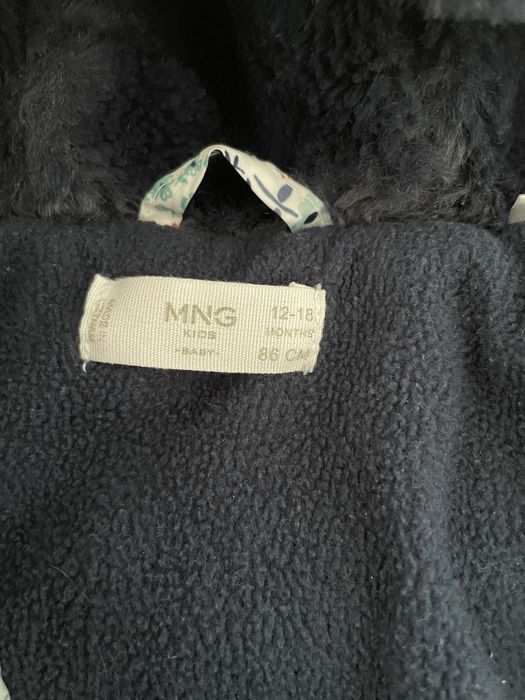 MNG
KIDS
-BABY-
12-18
MONTHS
86 CM